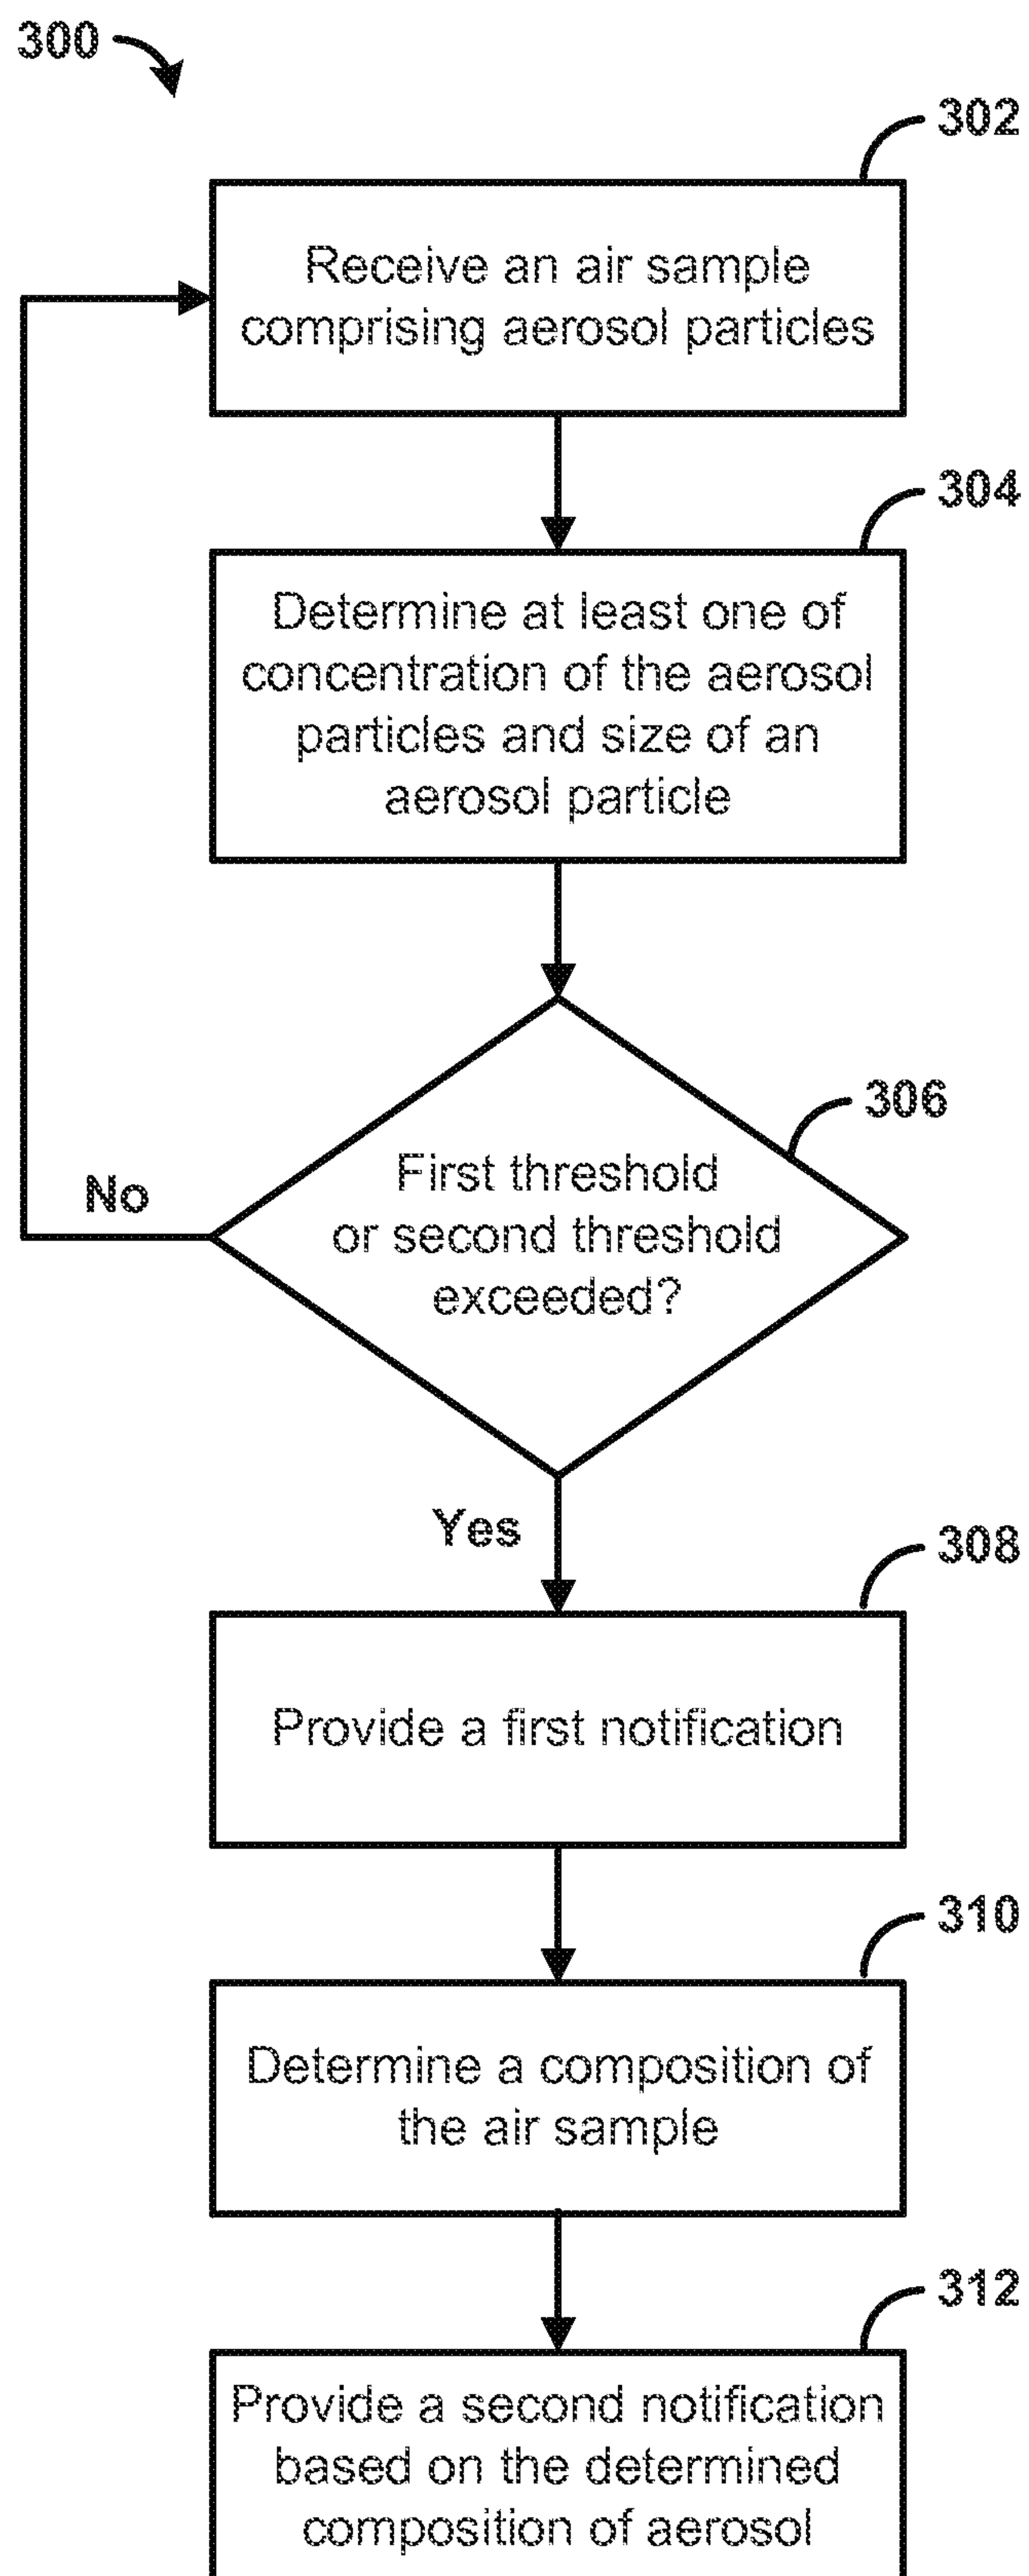 300
302
Receive an air sample
comprising aerosol particles
304
Determine at least one of
concentration of the aerosol
particles and size of an
aerosol particle
306
First threshold
or second threshold
exceeded?
No
Yes
308
Provide a first notification
310
Determine a composition of
the air sample
312
Provide a second notification
based on the determined
composition of aerosol